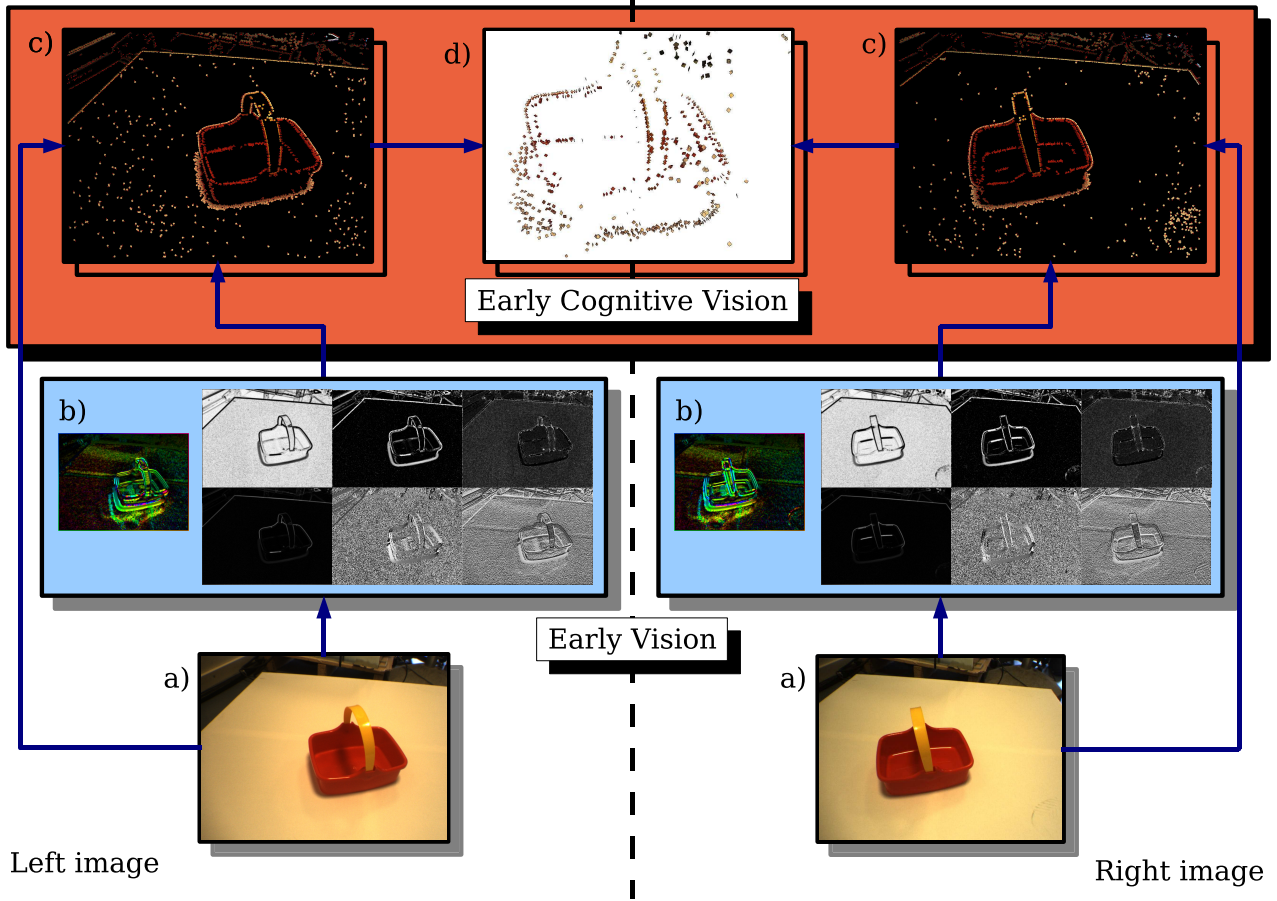 c)
d)
c)
Early Cognitive Vision
b)
b)
Early Vision
a)
a)
Left image
Right image